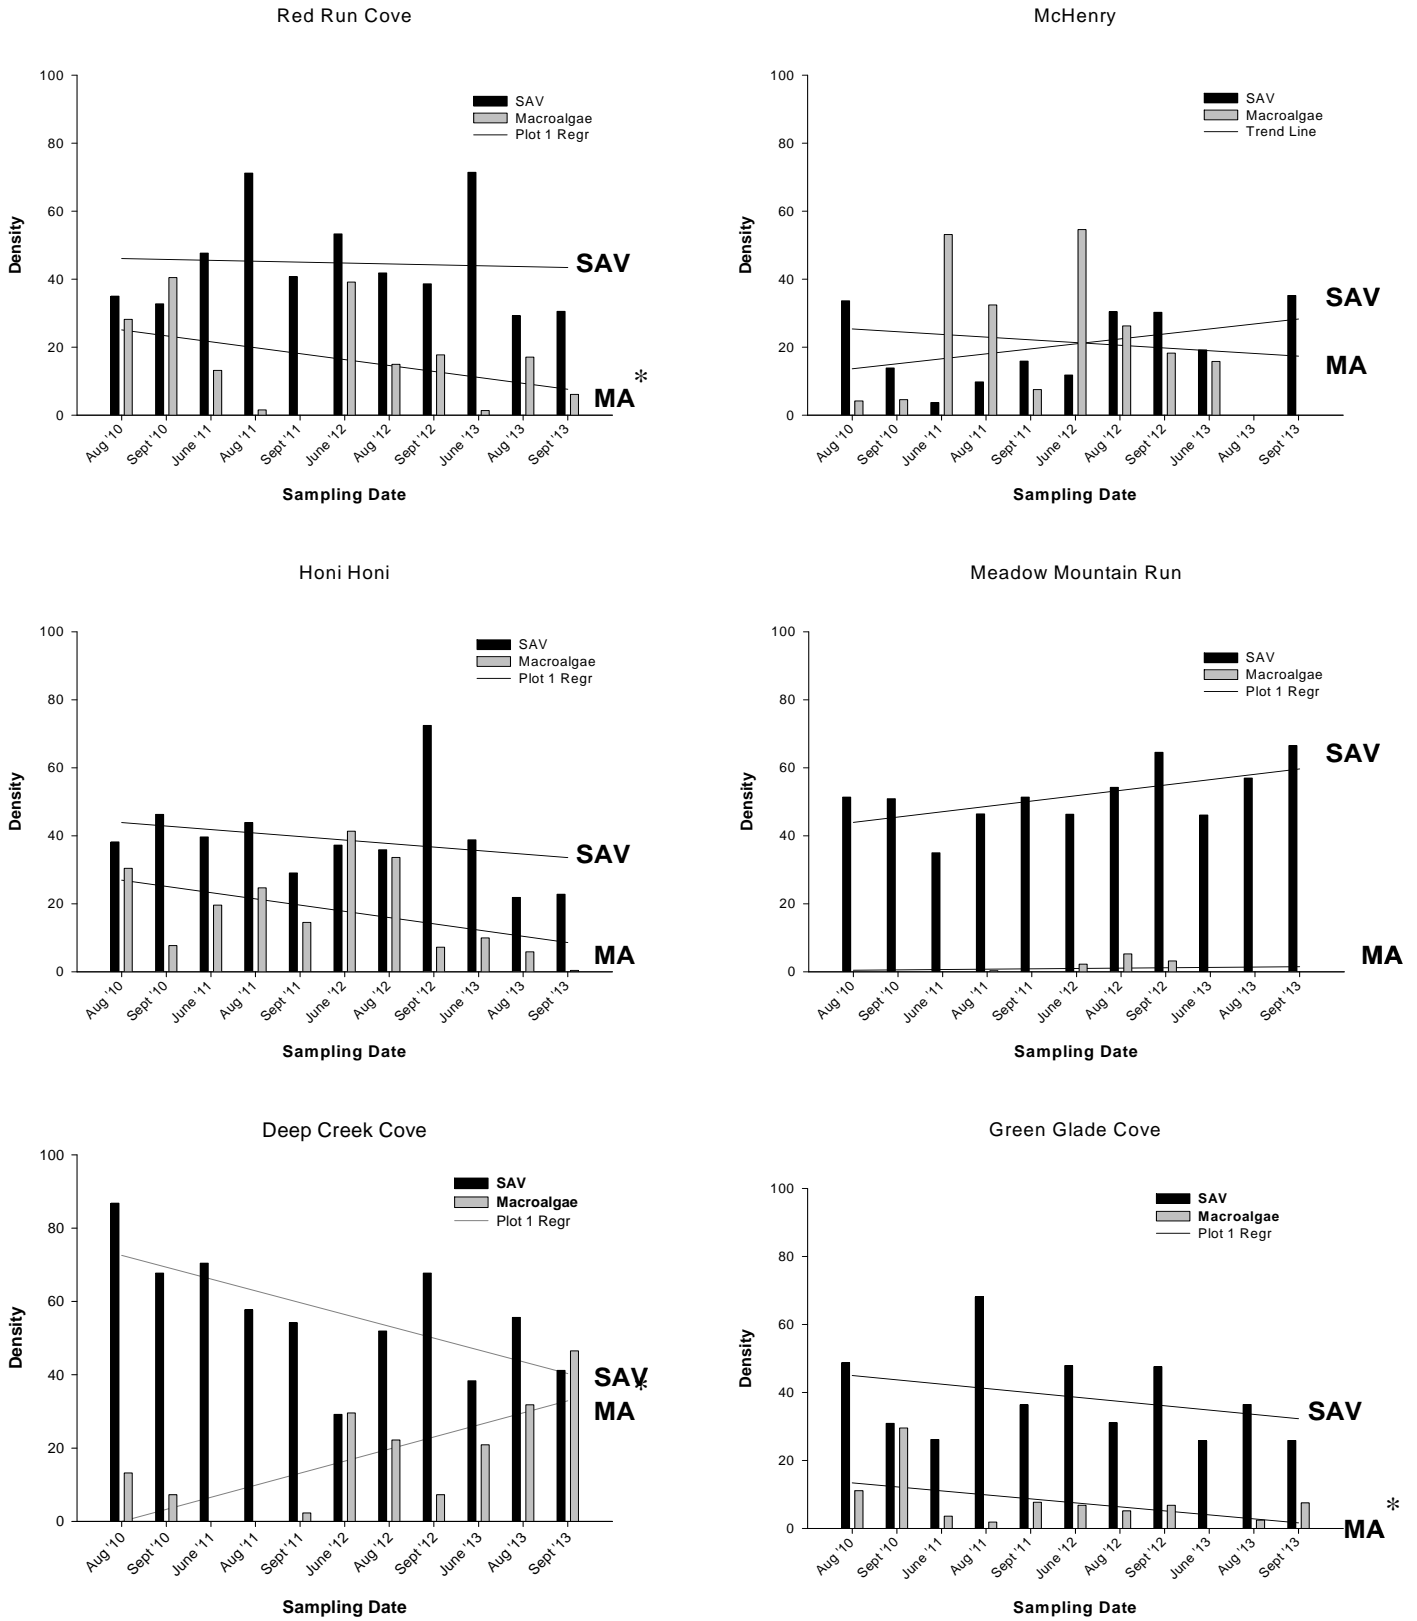 Red Run Cove
100
80
60
40
20
0
Density
SAV
Macroalgae
Plot 1 Regr
SAV
MA *
Aug '10
Sept '10
June '11
Aug '11
Sept '11
June '12
Aug '12
Sept '12
June '13
Aug '13
Sept '13
Sampling Date
McHenry
100
80
60
40
20
0
Density
SAV
Macroalgae
Trend Line
SAV
MA
Aug '10
Sept '10
June '11
Aug '11
Sept '11
June '12
Aug '12
Sept '12
June '13
Aug '13
Sept '13
Sampling Date
Honi Honi
100
80
60
40
20
0
Density
SAV
Macroalgae
Plot 1 Regr
SAV
MA
Aug '10
Sept '10
June '11
Aug '11
Sept '11
June '12
Aug '12
Sept '12
June '13
Aug '13
Sept '13
Sampling Date
Meadow Mountain Run
100
80
60
40
20
0
Density
SAV
Macroalgae
Plot 1 Regr
SAV
MA
Aug '10
Sept '10
June '11
Aug '11
Sept '11
June '12
Aug '12
Sept '12
June '13
Aug '13
Sept '13
Sampling Date
Deep Creek Cove
100
80
60
40
20
0
Density
SAV
Macroalgae
Plot 1 Regr
SAV
MA *
Aug '10
Sept '10
June '11
Aug '11
Sept '11
June '12
Aug '12
Sept '12
June '13
Aug '13
Sept '13
Sampling Date
Green Glade Cove
100
80
60
40
20
0
Density
SAV
Macroalgae
Plot 1 Regr
SAV
MA *
Aug '10
Sept '10
June '11
Aug '11
Sept '11
June '12
Aug '12
Sept '12
June '13
Aug '13
Sept '13
Sampling Date